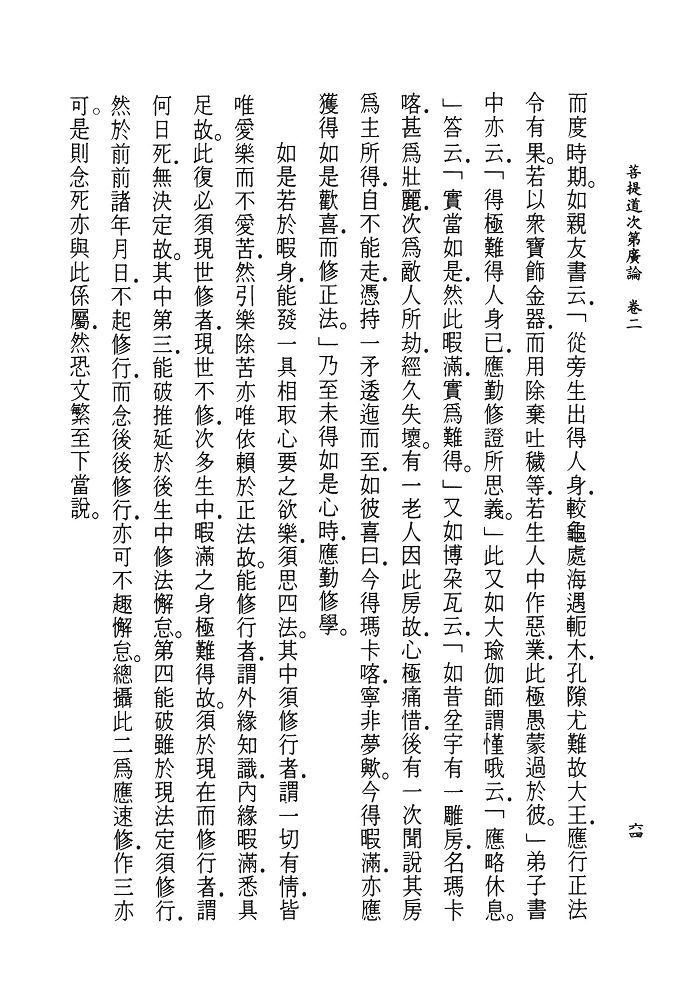 菩提道次第廣論　卷二
六四
而度時期。如親友書云．「從旁生出得人身．較龜處海遇軛木．孔隙尤難故大王．應行正法
令有果。若以衆寶飾金器．而用除棄吐穢等．若生人中作惡業．此極愚蒙過於彼。」弟子書
中亦云．「得極難得人身已．應勤修證所思義。」此又如大瑜伽師謂慬哦云．「應略休息。
」答云．「實當如是．然此暇滿．實爲難得。」又如博朶瓦云．「如昔坌宇有一雕房．名瑪卡
喀．甚爲壯麗．次爲敵人所劫．經久失壞。有一老人因此房故．心極痛惜．後有一次聞說其房
爲主所得．自不能走．憑持一矛逶迤而至．如彼喜曰．今得瑪卡喀．寧非夢歟。今得暇滿．亦應
獲得如是歡喜．而修正法。」乃至未得如是心時．應勤修學。
如是若於暇身．能發一具相取心要之欲樂．須思四法。其中須修行者．謂一切有情．皆
唯愛樂而不愛苦．然引樂除苦亦唯依賴於正法故。能修行者．謂外緣知識．內緣暇滿．悉具
足故。此復必須現世修者．現世不修．次多生中．暇滿之身極難得故。須於現在而修行者．謂
何日死．無決定故。其中第三．能破推延於後生中修法懈怠。第四能破雖於現法定須修行．
然於前前諸年月日．不起修行．而念後後修行．亦可不趣懈怠。總攝此二爲應速修．作三亦
可。是則念死亦與此係屬．然恐文繁至下當說。